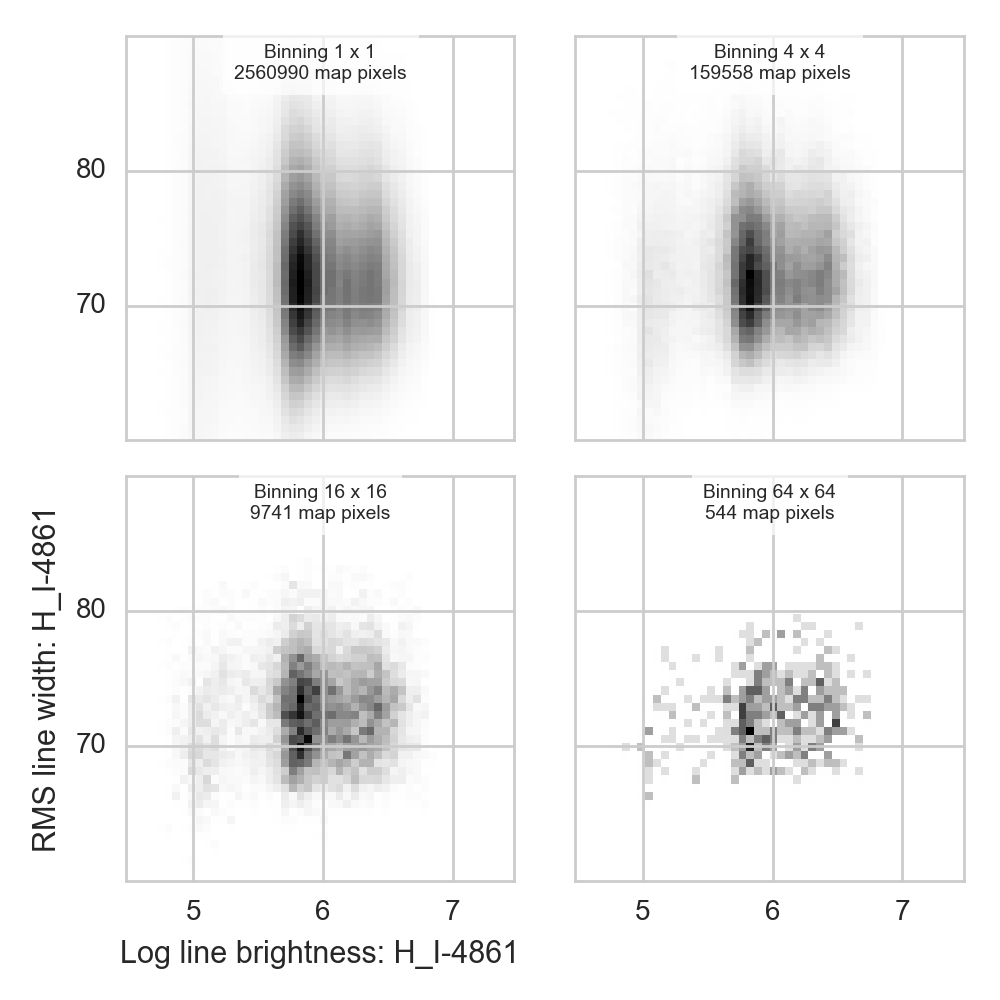 Binning 1 x 1
2560990 map pixels
Binning 4 x 4
159558 map pixels
80
70
Binning 16 x 16
9741 map pixels
Binning 64 x 64
544 map pixels
80
70
RMS line width: H_I-4861
5 6 7
5 6 7
Log line brightness: H_I-4861